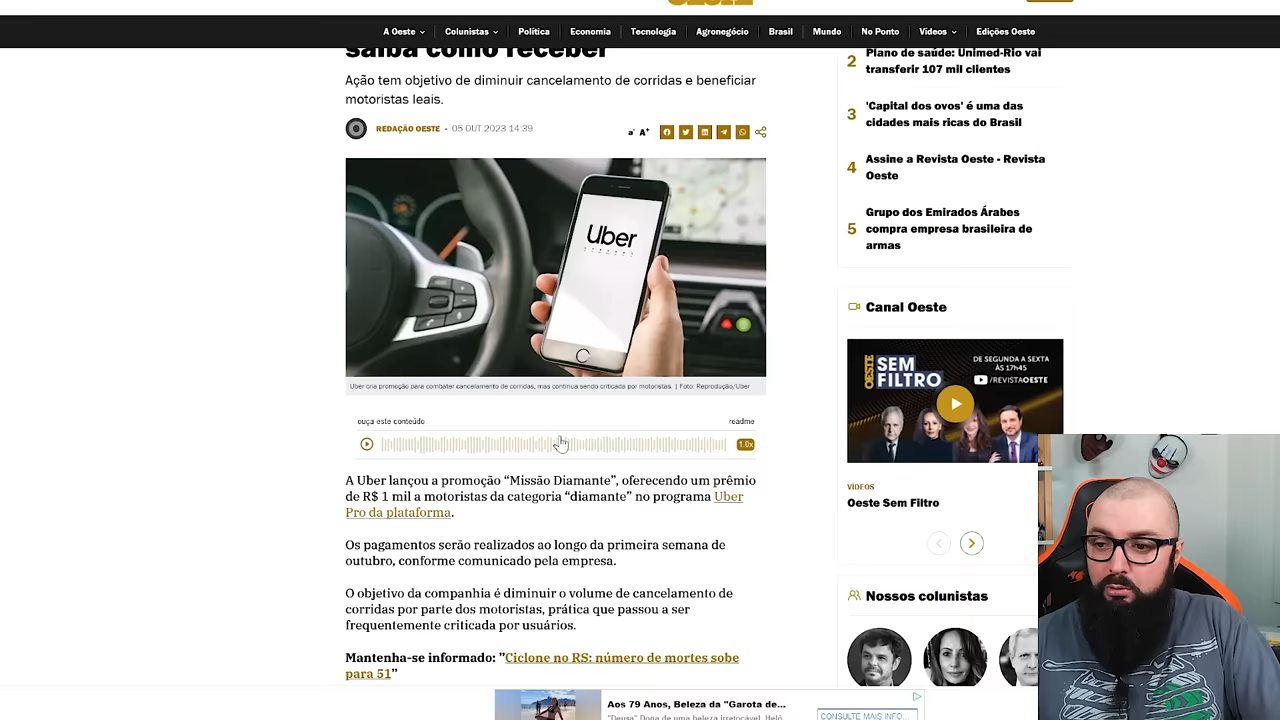 OESTE
A Oeste
Colunistas
Política
Economia
Tecnologia
Agronegócio
Brasil
Mundo
No Ponto
Vídeos
Edições Oeste
saiba como receber
Ação tem objetivo de diminuir cancelamento de corridas e beneficiar
motoristas leais.
REDAÇÃO OESTE - 05 OUT 2023 14:39
a- A+
Uber
Uber cria promoção para combater cancelamento de corridas, mas continua sendo criticada por motoristas. | Foto: Reprodução/Uber
ouça este conteúdo
readme
1.0x
A Uber lançou a promoção “Missão Diamante”, oferecendo um prêmio
de R$ 1 mil a motoristas da categoria “diamante” no programa Uber
Pro da plataforma.
Os pagamentos serão realizados ao longo da primeira semana de
outubro, conforme comunicado pela empresa.
O objetivo da companhia é diminuir o volume de cancelamento de
corridas por parte dos motoristas, prática que passou a ser
frequentemente criticada por usuários.
Mantenha-se informado: "Ciclone no RS: número de mortes sobe
para 51”
2
Plano de saúde: Unimed-Rio vai
transferir 107 mil clientes
3
'Capital dos ovos' é uma das
cidades mais ricas do Brasil
4
Assine a Revista Oeste - Revista
Oeste
5
Grupo dos Emirados Árabes
compra empresa brasileira de
armas
Canal Oeste
OESTE
SEM
FILTRO
DE SEGUNDA A SEXTA
ÀS 17h45
/REVISTAOESTE
VÍDEOS
Oeste Sem Filtro
Nossos colunistas
Aos 79 Anos, Beleza da "Garota de...
"Deusa" Dona de uma beleza irretocável, Helô
CONSULTE MAIS INFO...